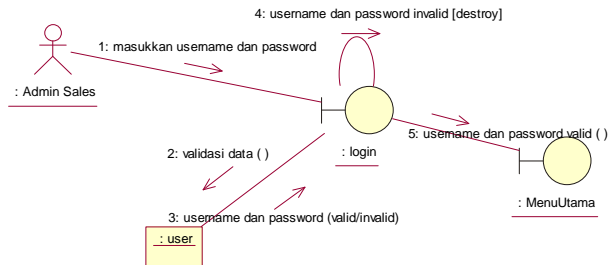 4: username dan password invalid [destroy]
1: masukkan username dan password
: Admin Sales
5: username dan password valid ( )
2: validasi data ( )
: login
: MenuUtama
3: username dan password (valid/invalid)
: user